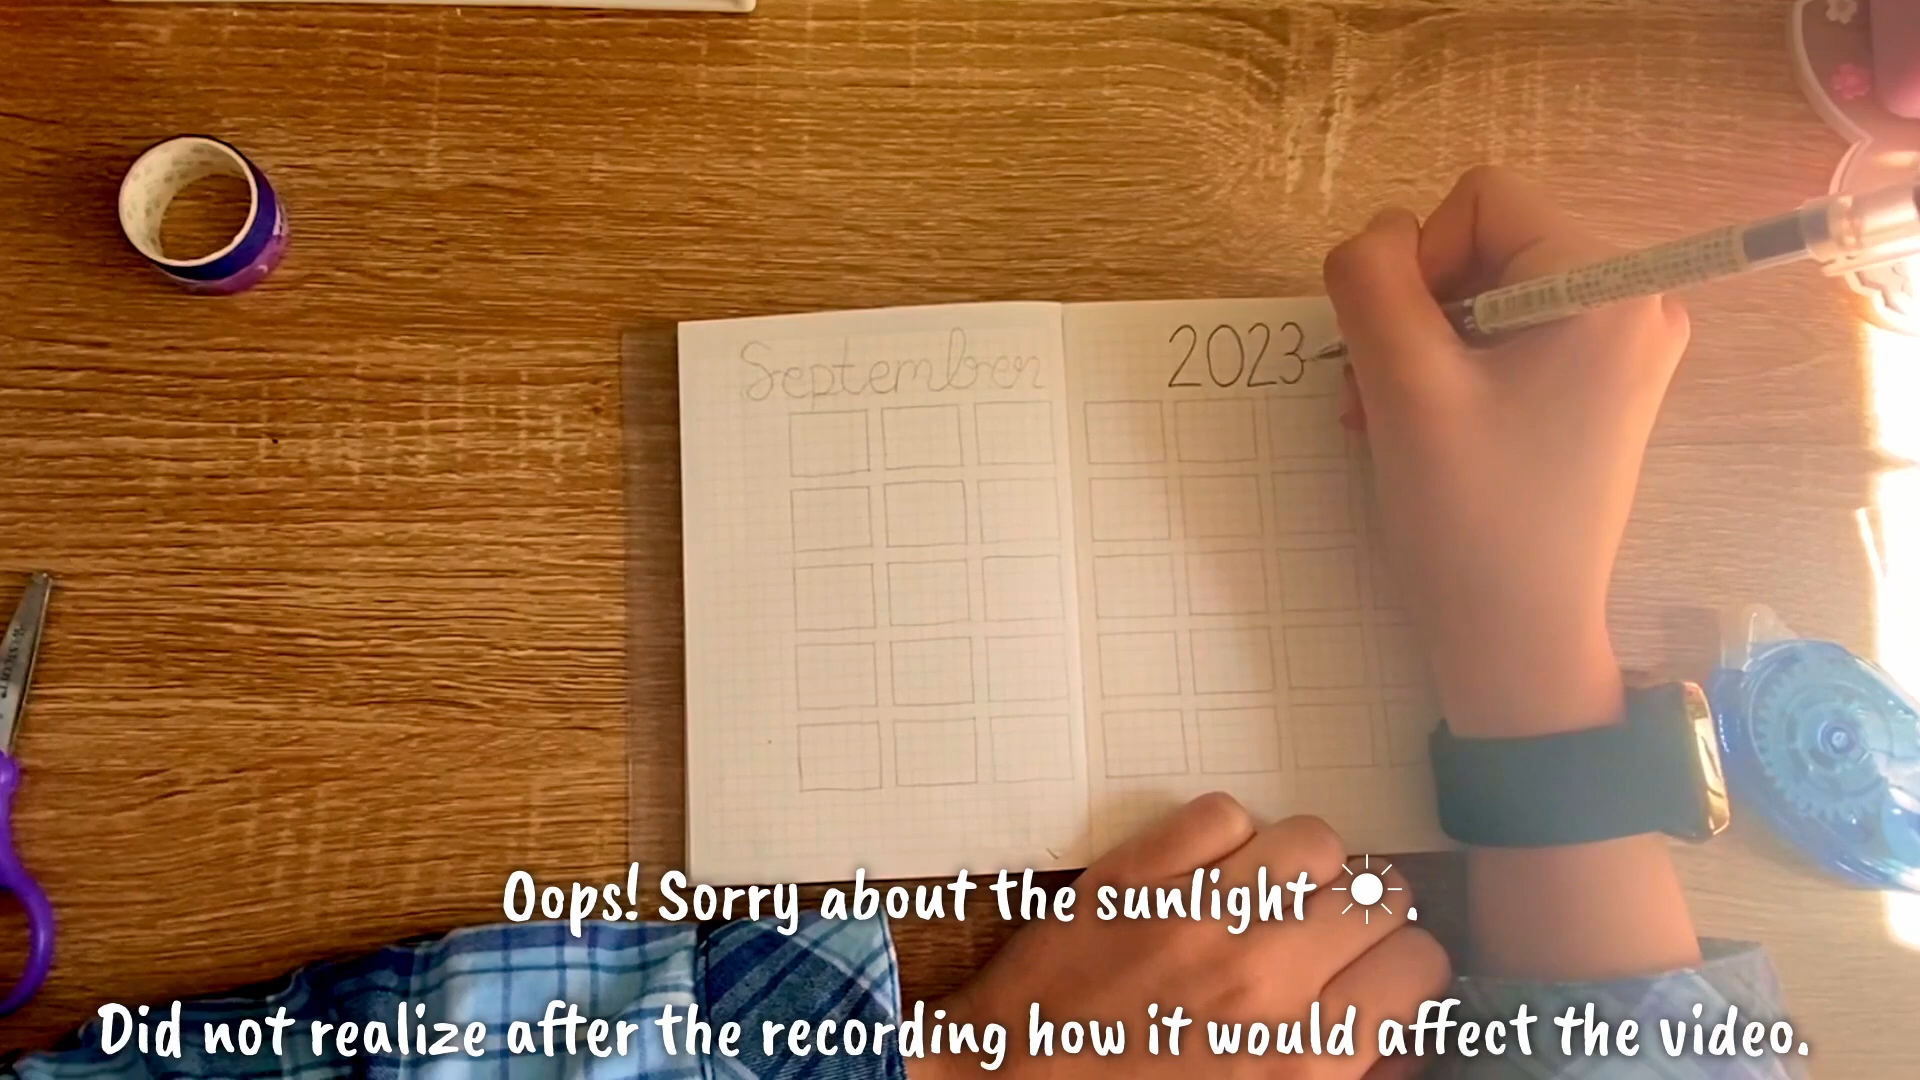 September 2023
Oops! Sorry about the sunlight ☀.
Did not realize after the recording how it would affect the video.